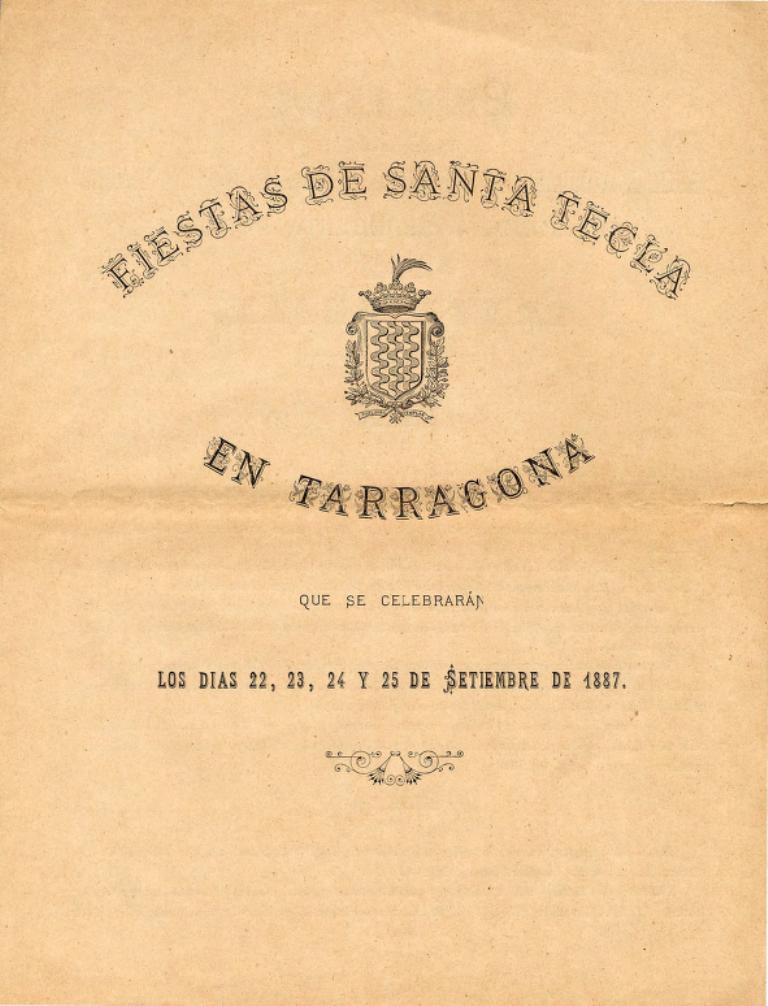 FIESTAS DE SANTA TECLA
EN TARRAGONA
QUE SE CELEBRARÁN
LOS DIAS 22, 23, 24 Y 25 DE SETIEMBRE DE 1887.